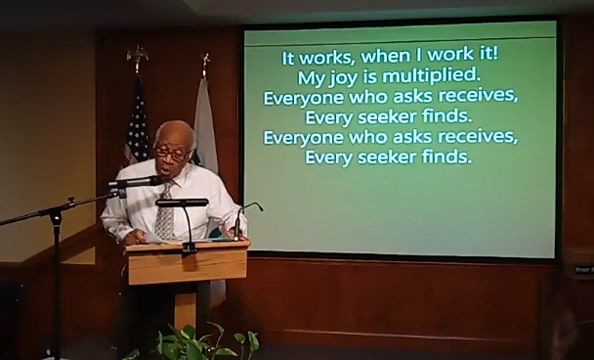 It works, when I work it!
My joy is multiplied.
Everyone who asks receives,
Every seeker finds.
Everyone who asks receives,
Every seeker finds.